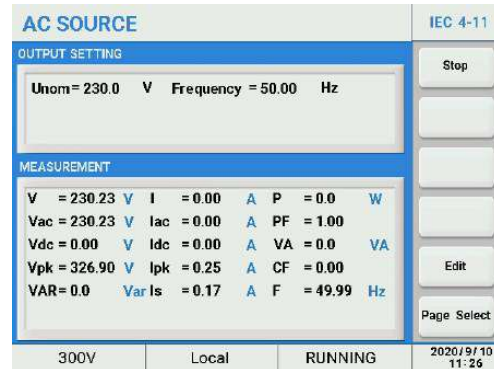 AC SOURCE
IEC 4-11
OUTPUT SETTING
Unom= 230.0 V Frequency = 50.00 Hz
Stop
MEASUREMENT
V = 230.23 V I = 0.00 A P = 0.0 W
Vac = 230.23 V Iac = 0.00 A PF = 1.00
Vdc = 0.00 V Idc = 0.00 A VA = 0.0 VA
Vpk = 326.90 V Ipk = 0.25 A CF = 0.00
VAR= 0.0 Var Is = 0.17 A F = 49.99 Hz
Edit
Page Select
300V Local RUNNING 2020/9/10
11:26